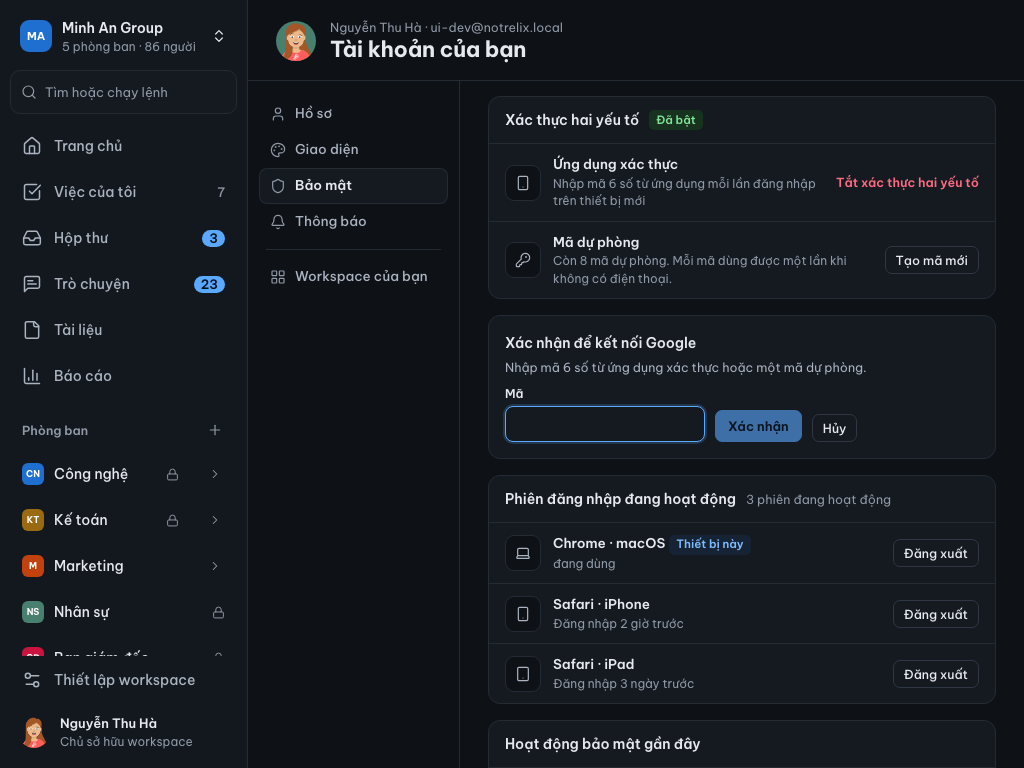 MA
Minh An Group
5 phòng ban · 86 người
Tìm hoặc chạy lệnh
Trang chủ
Việc của tôi 7
Hộp thư 3
Trò chuyện 23
Tài liệu
Báo cáo
Phòng ban
CN Công nghệ
KT Kế toán
M Marketing
NS Nhân sự
Thiết lập workspace
Nguyễn Thu Hà
Chủ sở hữu workspace
Nguyễn Thu Hà · ui-dev@notrelix.local
Tài khoản của bạn
Hồ sơ
Giao diện
Bảo mật
Thông báo
Workspace của bạn
Xác thực hai yếu tố Đã bật
Ứng dụng xác thực
Nhập mã 6 số từ ứng dụng mỗi lần đăng nhập
trên thiết bị mới
Tắt xác thực hai yếu tố
Mã dự phòng
Còn 8 mã dự phòng. Mỗi mã dùng được một lần khi
không có điện thoại.
Tạo mã mới
Xác nhận để kết nối Google
Nhập mã 6 số từ ứng dụng xác thực hoặc một mã dự phòng.
Mã
Xác nhận Hủy
Phiên đăng nhập đang hoạt động 3 phiên đang hoạt động
Chrome · macOS Thiết bị này
đang dùng
Đăng xuất
Safari · iPhone
Đăng nhập 2 giờ trước
Đăng xuất
Safari · iPad
Đăng nhập 3 ngày trước
Đăng xuất
Hoạt động bảo mật gần đây